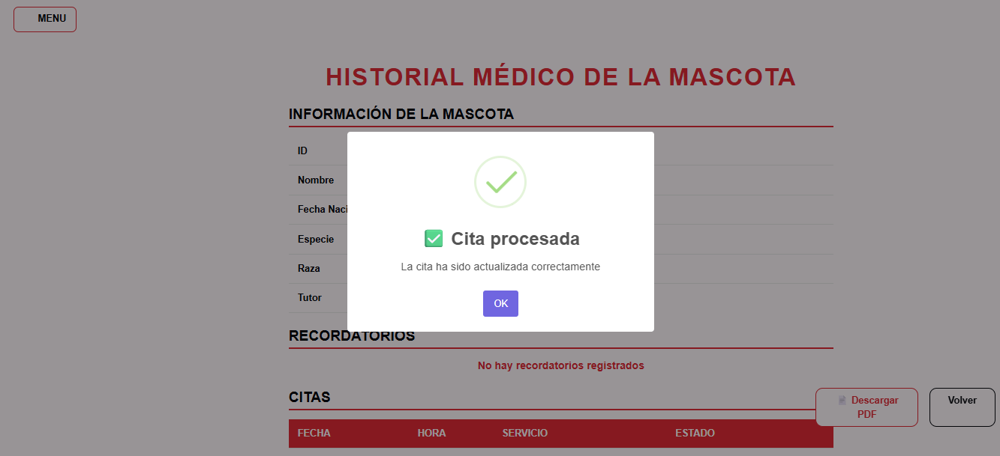 MENU
HISTORIAL MÉDICO DE LA MASCOTA
INFORMACIÓN DE LA MASCOTA
ID
Nombre
Fecha Naci
Especie
Raza
Tutor
Cita procesada
La cita ha sido actualizada correctamente
OK
RECORDATORIOS
No hay recordatorios registrados
CITAS
Descargar
PDF
Volver
FECHA HORA SERVICIO ESTADO